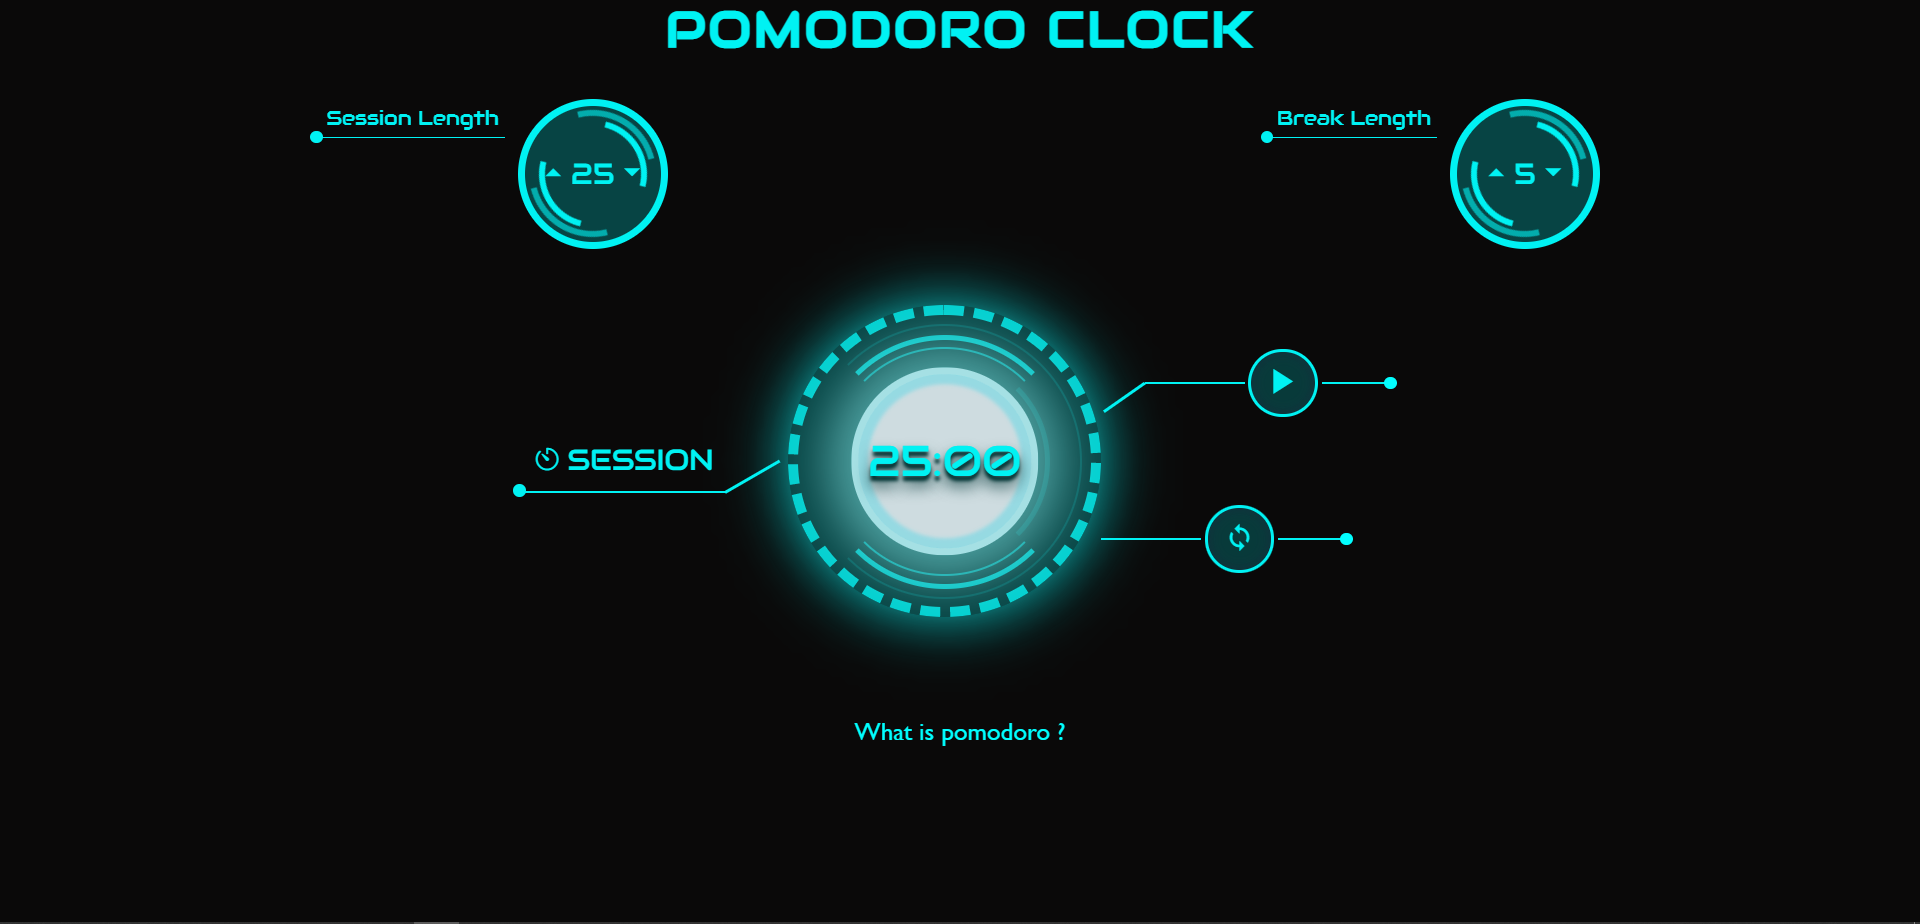 POMODORO CLOCK
Session Length
25
Break Length
5
SESSION
25:00
What is pomodoro ?